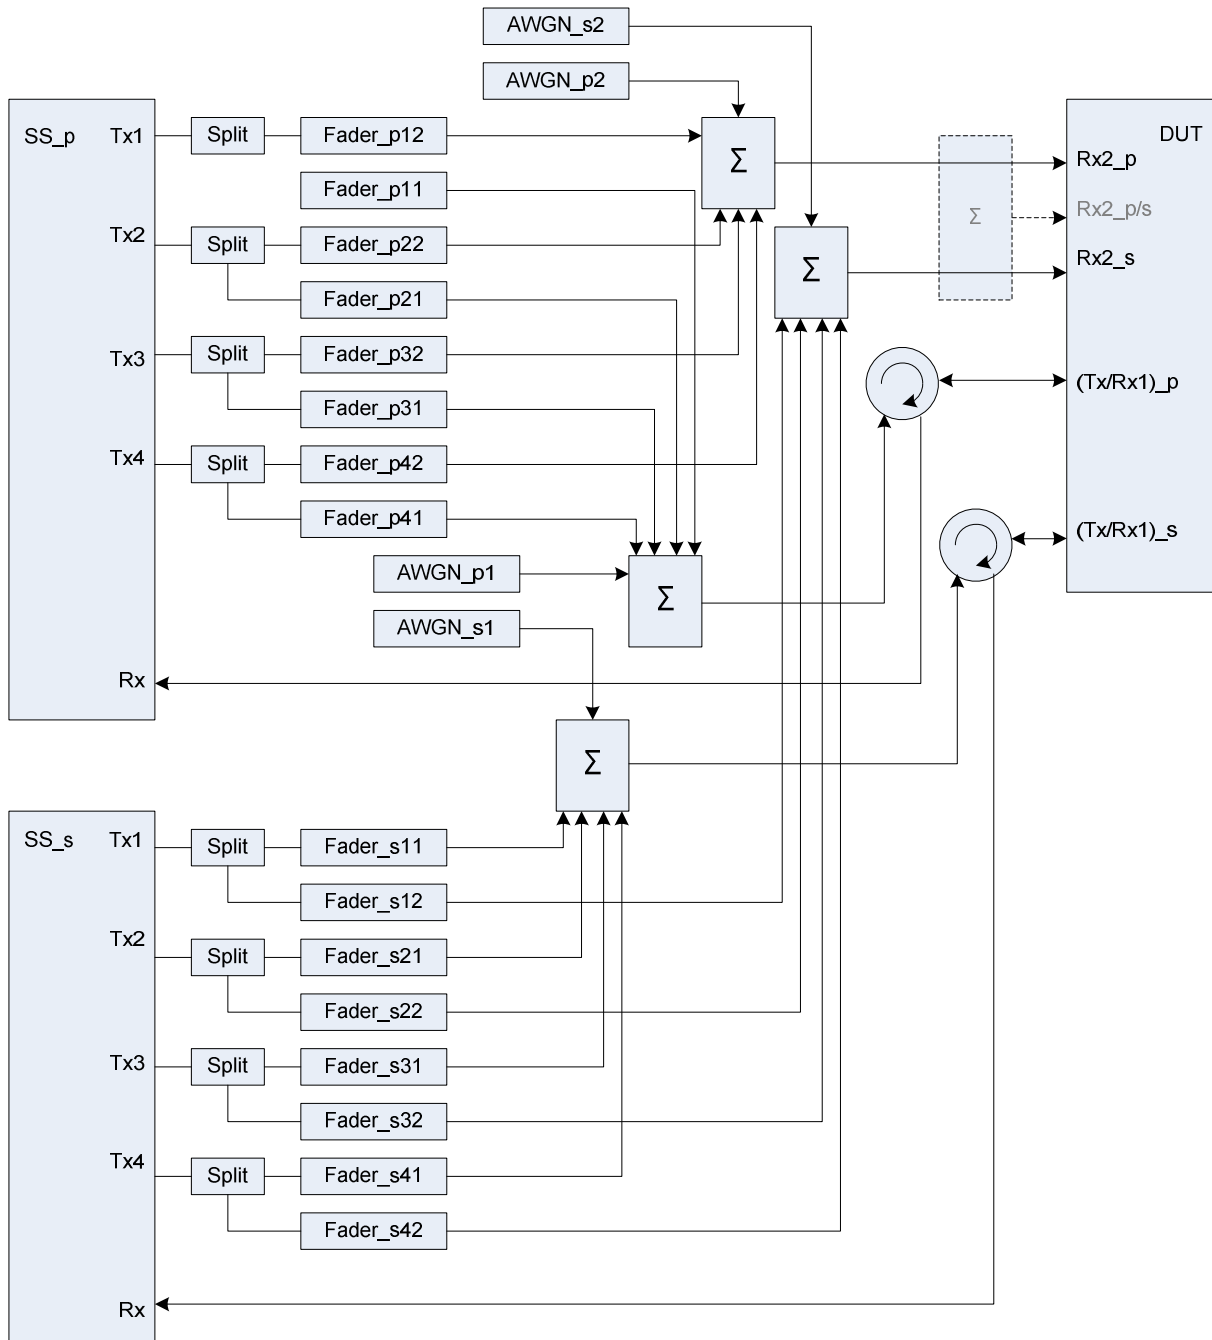 AWGN_s2
AWGN_p2
SS_p
Tx1
Split
Fader_p12
Σ
DUT
Rx2_p
Fader_p11
Σ
Rx2_p/s
Tx2
Split
Fader_p22
Σ
Rx2_s
Fader_p21
Tx3
Split
Fader_p32
(Tx/Rx1)_p
Fader_p31
Tx4
Split
Fader_p42
Fader_p41
(Tx/Rx1)_s
AWGN_p1
Σ
AWGN_s1
Rx
Σ
SS_s
Tx1
Split
Fader_s11
Fader_s12
Tx2
Split
Fader_s21
Fader_s22
Tx3
Split
Fader_s31
Fader_s32
Tx4
Split
Fader_s41
Fader_s42
Rx